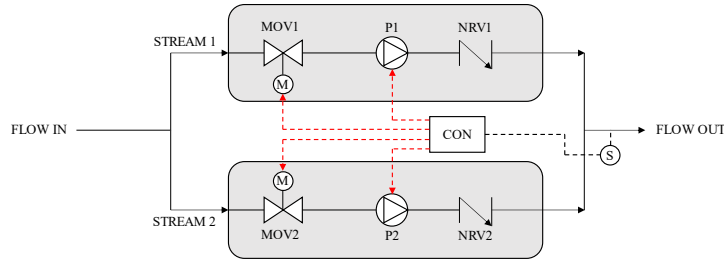 MOV1
P1
NRV1
STREAM 1
M
FLOW IN
CON
FLOW OUT
S
M
STREAM 2
MOV2
P2
NRV2